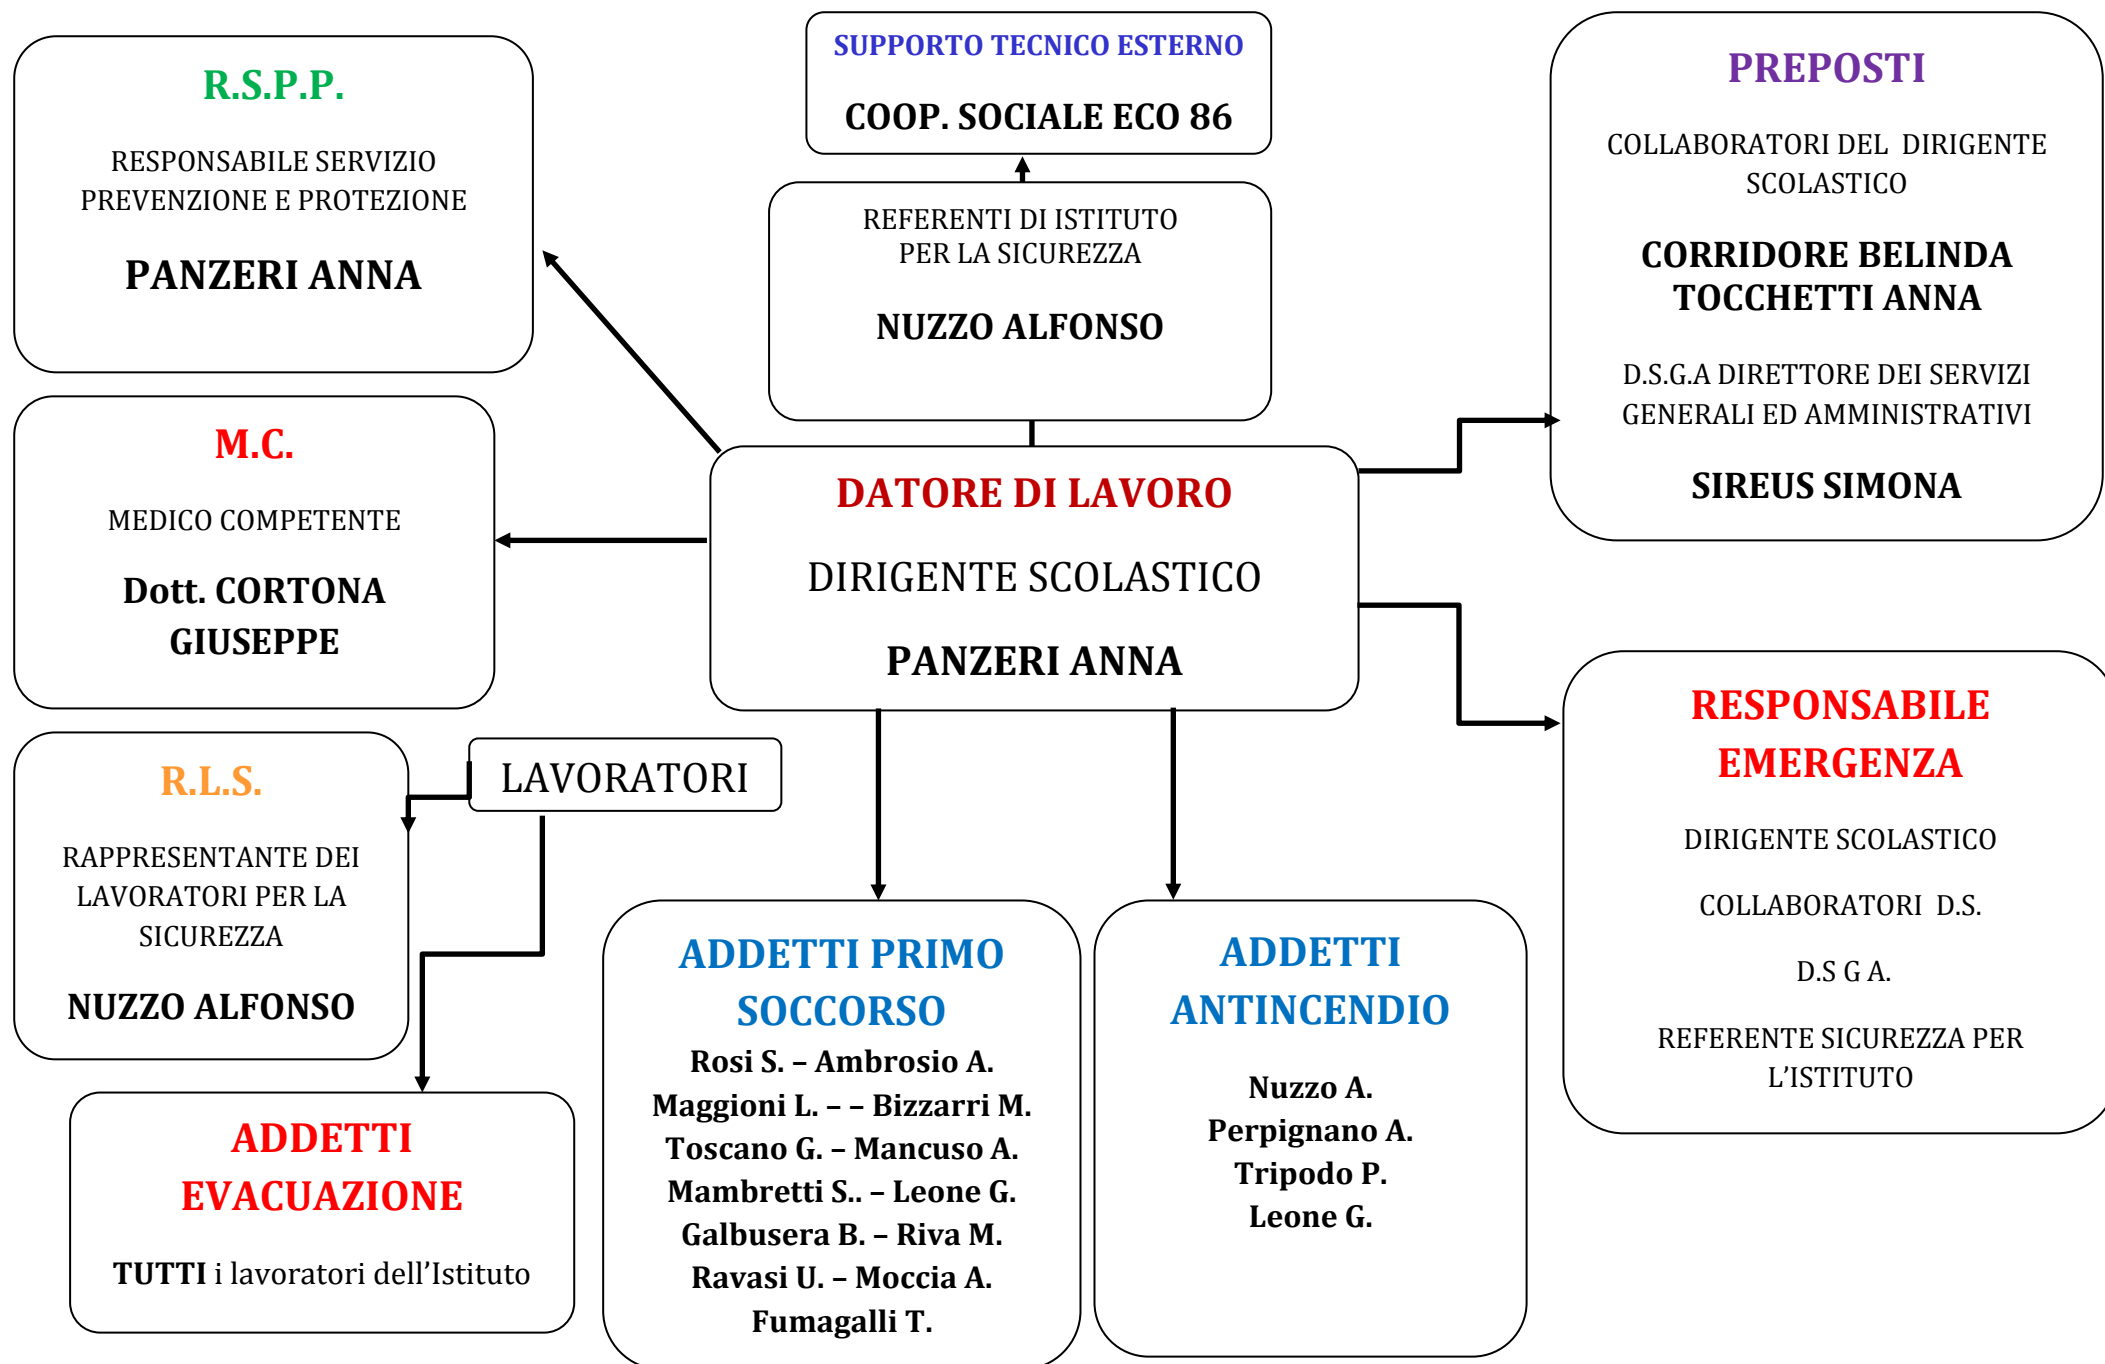 R.S.P.P.
RESPONSABILE SERVIZIO
PREVENZIONE E PROTEZIONE
PANZERI ANNA
SUPPORTO TECNICO ESTERNO
COOP. SOCIALE ECO 86
REFERENTI DI ISTITUTO
PER LA SICUREZZA
NUZZO ALFONSO
PREPOSTI
COLLABORATORI DEL DIRIGENTE
SCOLASTICO
CORRIDORE BELINDA
TOCCHETTI ANNA
D.S.G.A DIRETTORE DEI SERVIZI
GENERALI ED AMMINISTRATIVI
SIREUS SIMONA
M.C.
MEDICO COMPETENTE
Dott. CORTONA
GIUSEPPE
DATORE DI LAVORO
DIRIGENTE SCOLASTICO
PANZERI ANNA
RESPONSABILE
EMERGENZA
DIRIGENTE SCOLASTICO
COLLABORATORI D.S.
D.S G A.
REFERENTE SICUREZZA PER
L’ISTITUTO
R.L.S.
RAPPRESENTANTE DEI
LAVORATORI PER LA
SICUREZZA
NUZZO ALFONSO
LAVORATORI
ADDETTI
EVACUAZIONE
TUTTI i lavoratori dell’Istituto
ADDETTI PRIMO
SOCCORSO
Rosi S. – Ambrosio A.
Maggioni L. – – Bizzarri M.
Toscano G. – Mancuso A.
Mambretti S.. – Leone G.
Galbusera B. – Riva M.
Ravasi U. – Moccia A.
Fumagalli T.
ADDETTI
ANTINCENDIO
Nuzzo A.
Perpignano A.
Tripodo P.
Leone G.